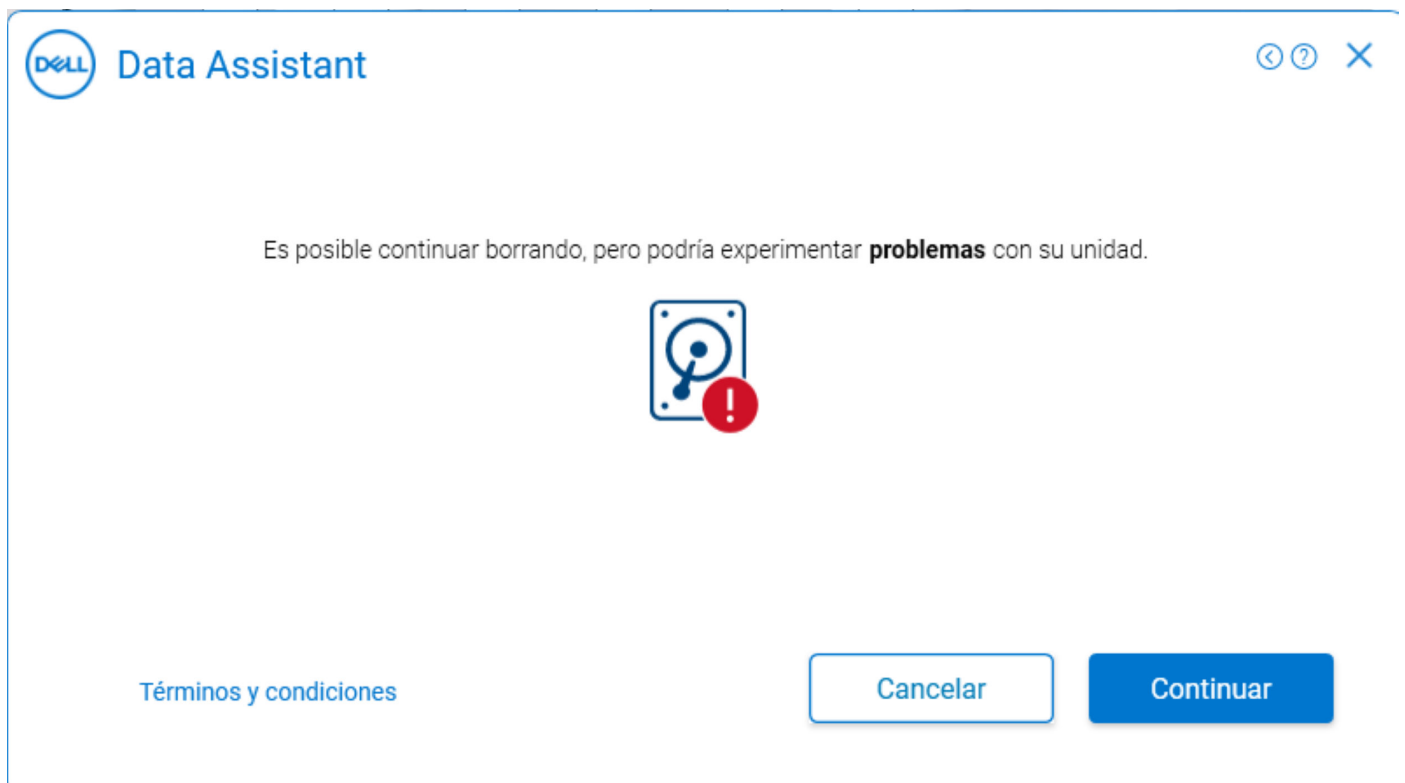 DELL
Data Assistant
Es posible continuar borrando, pero podría experimentar problemas con su unidad.
Términos y condiciones
Cancelar
Continuar